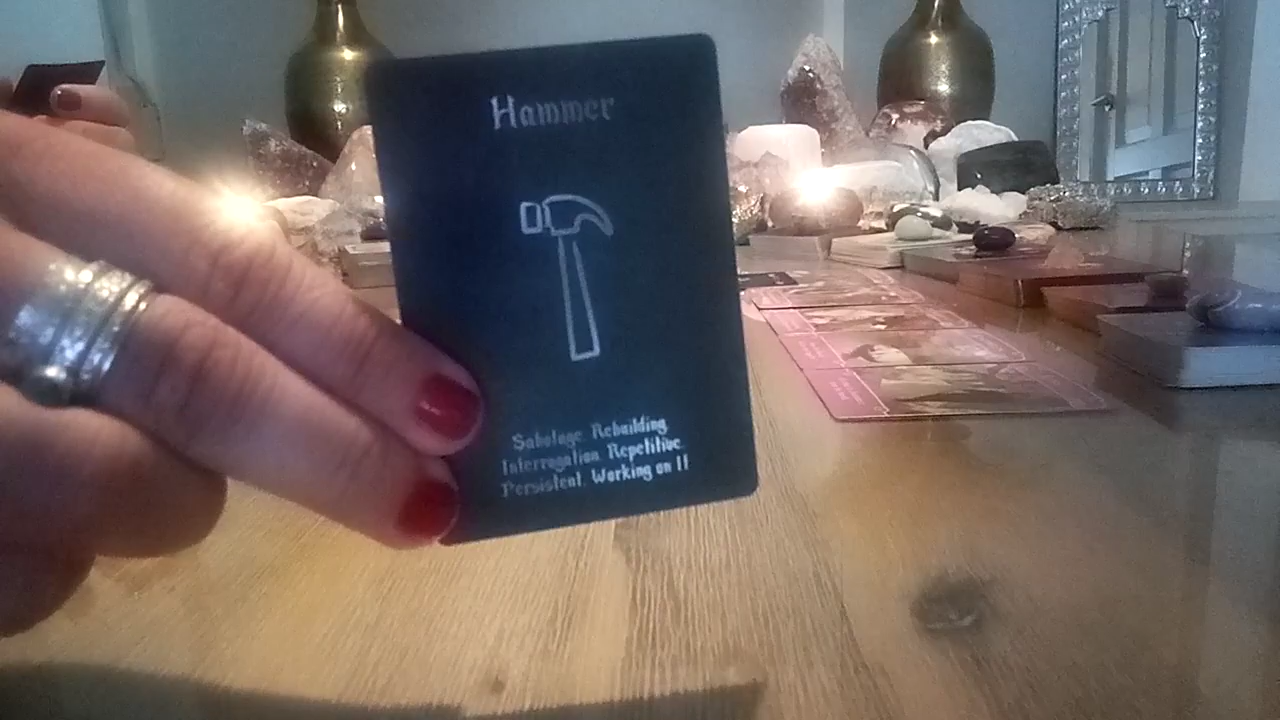 Hammer
Sabotage. Rebuilding.
Interrogation. Repetitive.
Persistent. Working on It